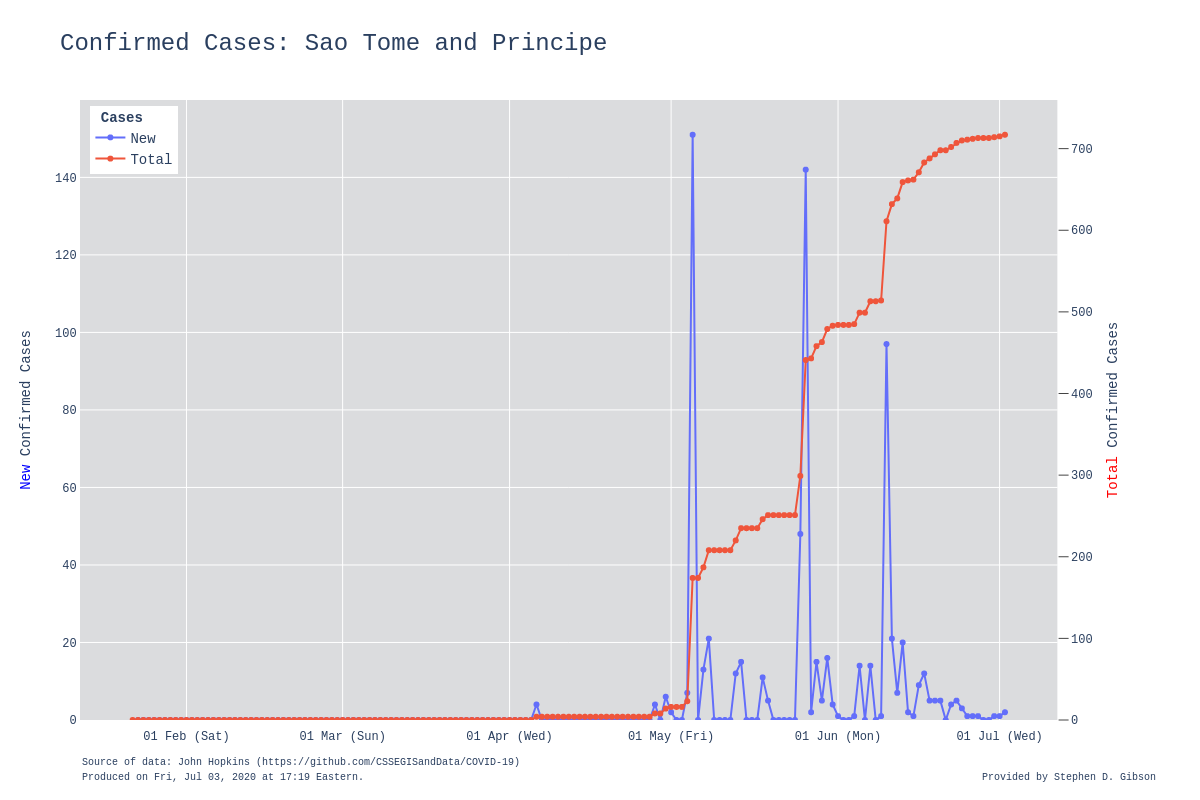 Confirmed Cases: Sao Tome and Principe
Cases
New
Total
140
120
100
80
60
40
20
0
700
600
500
400
300
200
100
0
New Confirmed Cases
Total Confirmed Cases
01 Feb (Sat) 01 Mar (Sun) 01 Apr (Wed) 01 May (Fri) 01 Jun (Mon) 01 Jul (Wed)
Source of data: John Hopkins (https://github.com/CSSEGISandData/COVID-19)
Produced on Fri, Jul 03, 2020 at 17:19 Eastern.
Provided by Stephen D. Gibson